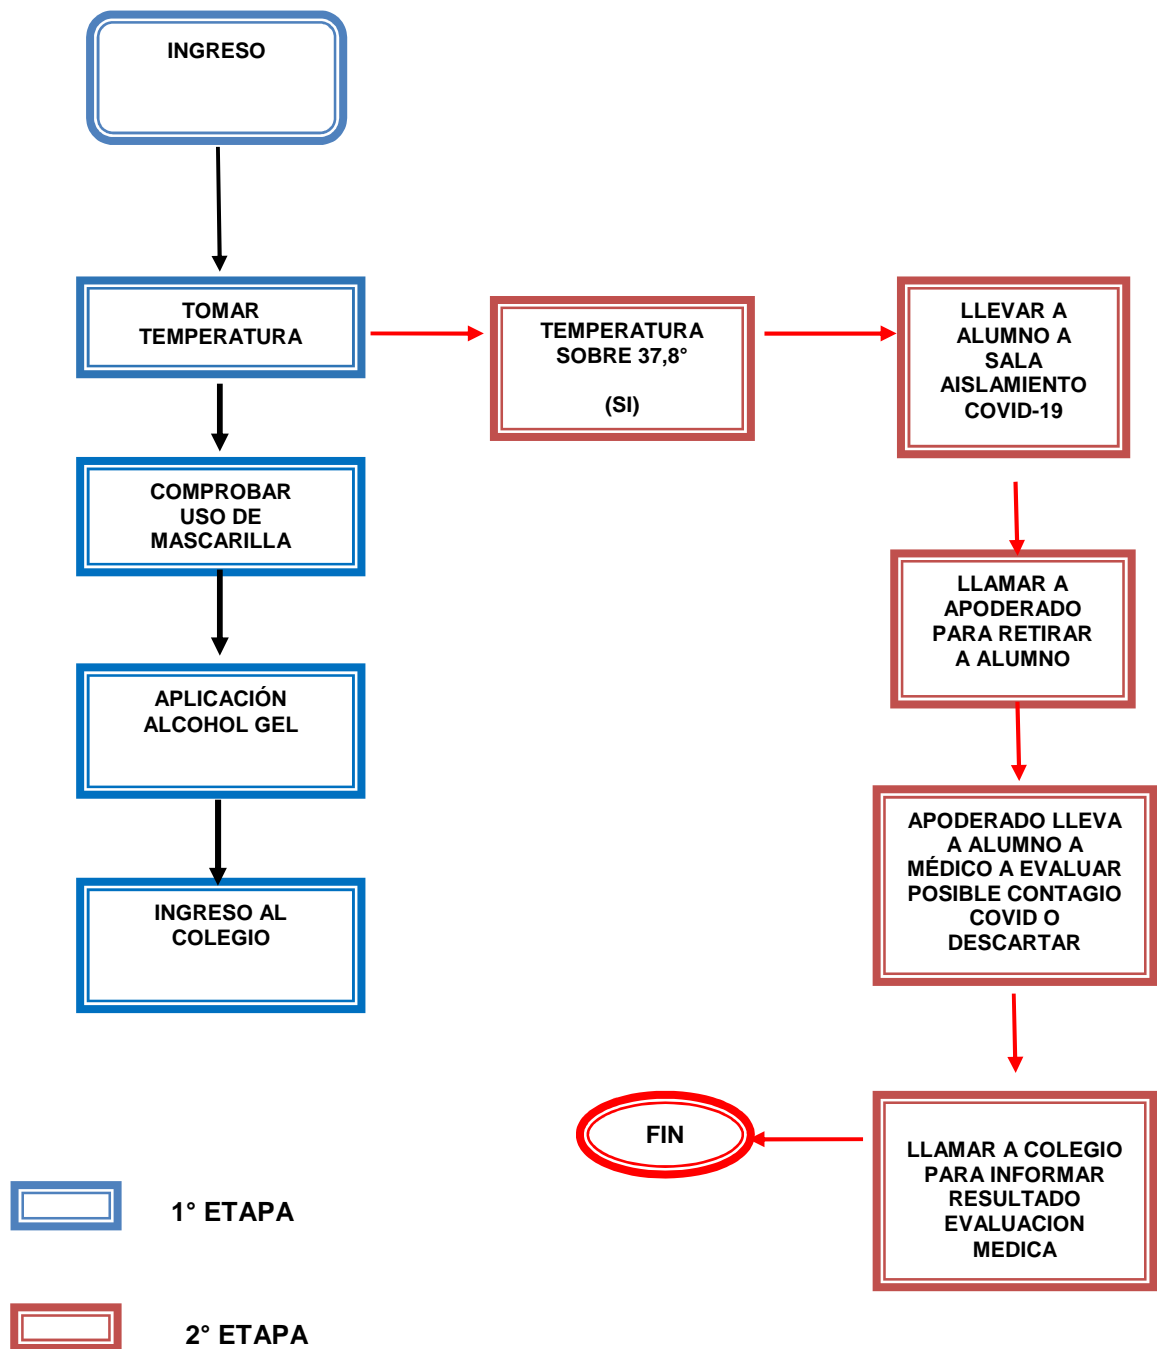 INGRESO
TOMAR
TEMPERATURA
COMPROBAR
USO DE
MASCARILLA
APLICACIÓN
ALCOHOL GEL
INGRESO AL
COLEGIO
TEMPERATURA
SOBRE 37,8°
(SI)
LLEVAR A
ALUMNO A
SALA
AISLAMIENTO
COVID-19
LLAMAR A
APODERADO
PARA RETIRAR
A ALUMNO
APODERADO LLEVA
A ALUMNO A
MÉDICO A EVALUAR
POSIBLE CONTAGIO
COVID O
DESCARTAR
LLAMAR A COLEGIO
PARA INFORMAR
RESULTADO
EVALUACION
MEDICA
FIN
1° ETAPA
2° ETAPA